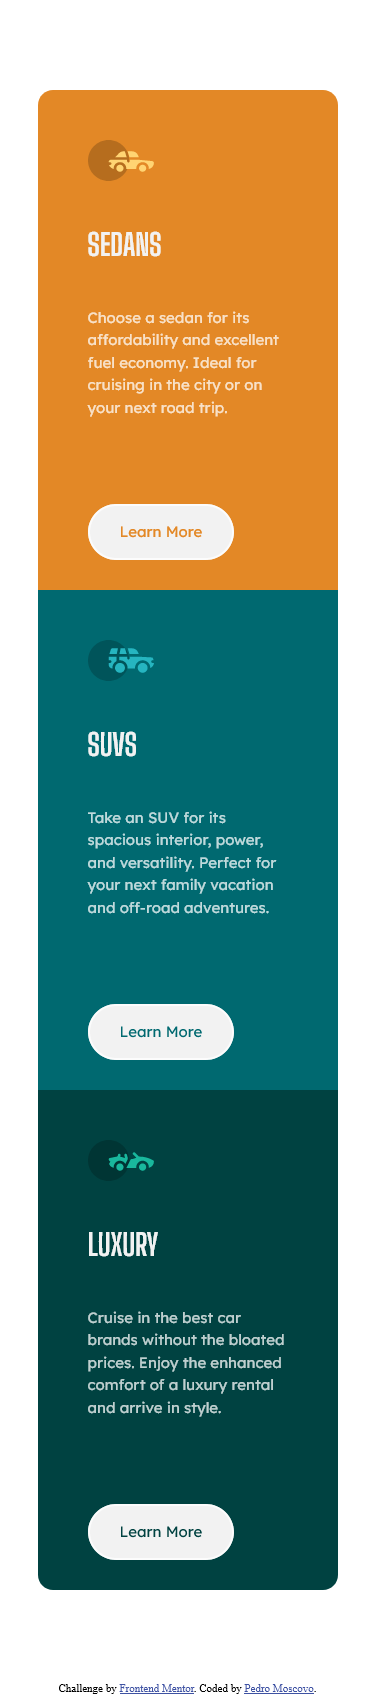 SEDANS
Choose a sedan for its
affordability and excellent
fuel economy. Ideal for
cruising in the city or on
your next road trip.
Learn More
SUVS
Take an SUV for its
spacious interior, power,
and versatility. Perfect for
your next family vacation
and off-road adventures.
Learn More
LUXURY
Cruise in the best car
brands without the bloated
prices. Enjoy the enhanced
comfort of a luxury rental
and arrive in style.
Learn More
Challenge by Frontend Mentor. Coded by Pedro Moscovo.